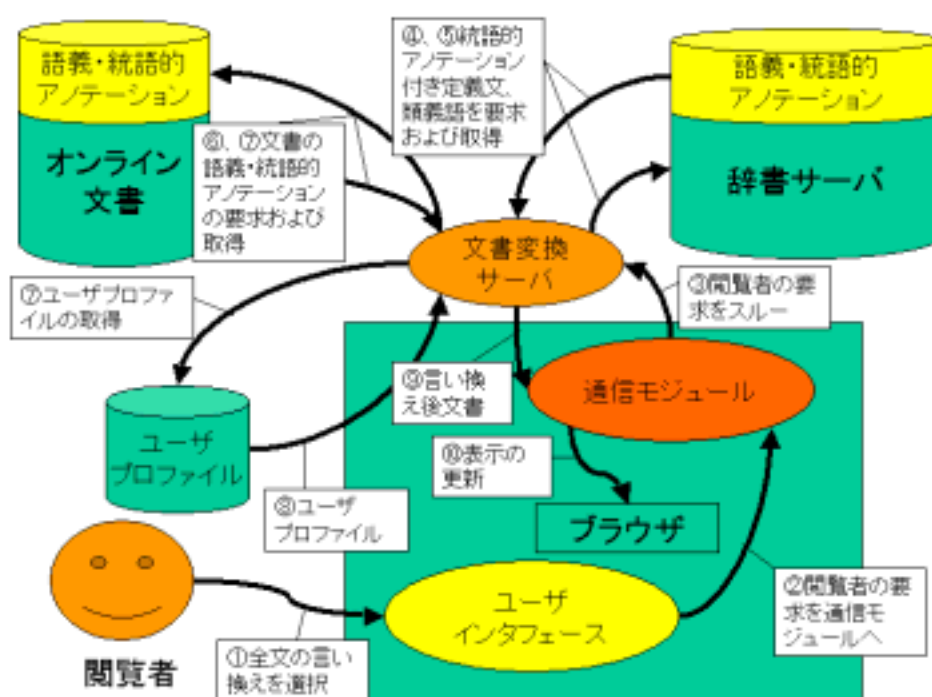 語義・統語的
アノテーション
オンライン
文書
④、⑤統語的
アノテーション
付き定義文、
類義語を要求
および取得
語義・統語的
アノテーション
辞書サーバ
⑥、⑦文書の
語義・統語的
アノテーション
の要求および
取得
文書変換
サーバ
⑦ユーザプロファ
イルの取得
③閲覧者の要
求をスルー
⑨言い換
え後文書
通信モジュール
ユーザ
プロファイル
⑩表示の
更新
⑧ユーザ
プロファイル
ブラウザ
②閲覧者の要
求を通信モ
ジュールへ
ユーザ
インタフェース
①全文の言い
換えを選択
閲覧者